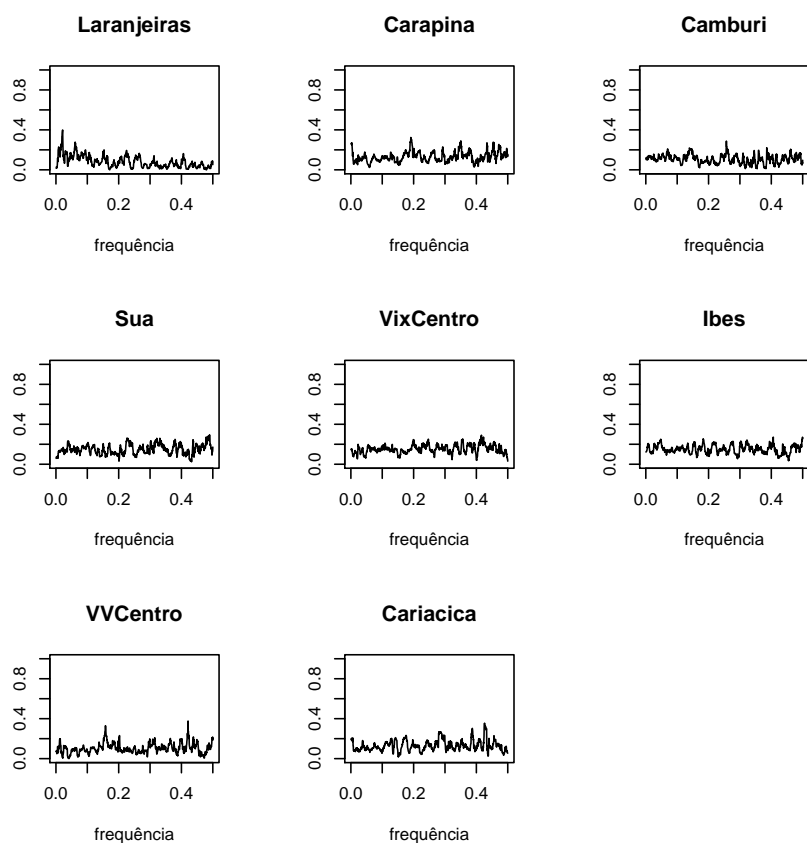 Laranjeiras
0.0 0.4 0.8
0.0 0.2 0.4
frequência
Carapina
0.0 0.4 0.8
0.0 0.2 0.4
frequência
Camburi
0.0 0.4 0.8
0.0 0.2 0.4
frequência
Sua
0.0 0.4 0.8
0.0 0.2 0.4
frequência
VixCentro
0.0 0.4 0.8
0.0 0.2 0.4
frequência
Ibes
0.0 0.4 0.8
0.0 0.2 0.4
frequência
VVCentro
0.0 0.4 0.8
0.0 0.2 0.4
frequência
Cariacica
0.0 0.4 0.8
0.0 0.2 0.4
frequência